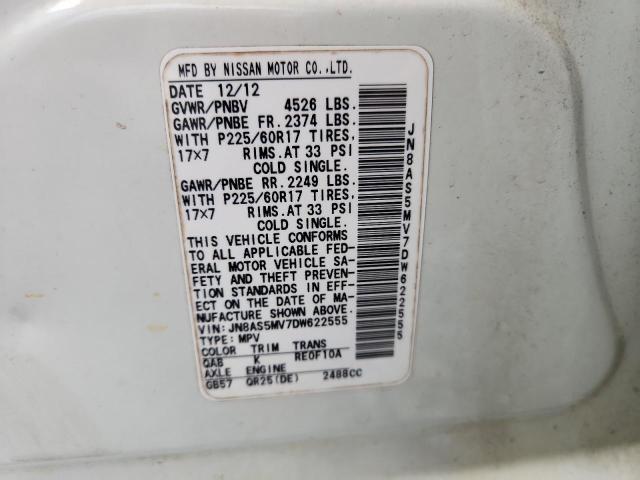 MFD BY NISSAN MOTOR CO.,LTD.
DATE 12/12
GVWR/PNBV 4526 LBS.
GAWR/PNBE FR. 2374 LBS.
WITH P225/60R17 TIRES,
17×7 RIMS. AT 33 PSI
COLD SINGLE.
GAWR/PNBE RR. 2249 LBS.
WITH P225/60R17 TIRES,
17×7 RIMS. AT 33 PSI
COLD SINGLE.
THIS VEHICLE CONFORMS
TO ALL APPLICABLE FED-
ERAL MOTOR VEHICLE SA-
FETY AND THEFT PREVEN-
TION STANDARDS IN EFF-
ECT ON THE DATE OF MA-
NUFACTURE SHOWN ABOVE.
VIN: JN8AS5MV7DW622555
TYPE: MPV
COLOR TRIM TRANS
QAB K RE0F10A
AXLE ENGINE
GB57 QR25(DE) 2488CC
JN8AS5MV7DW622555